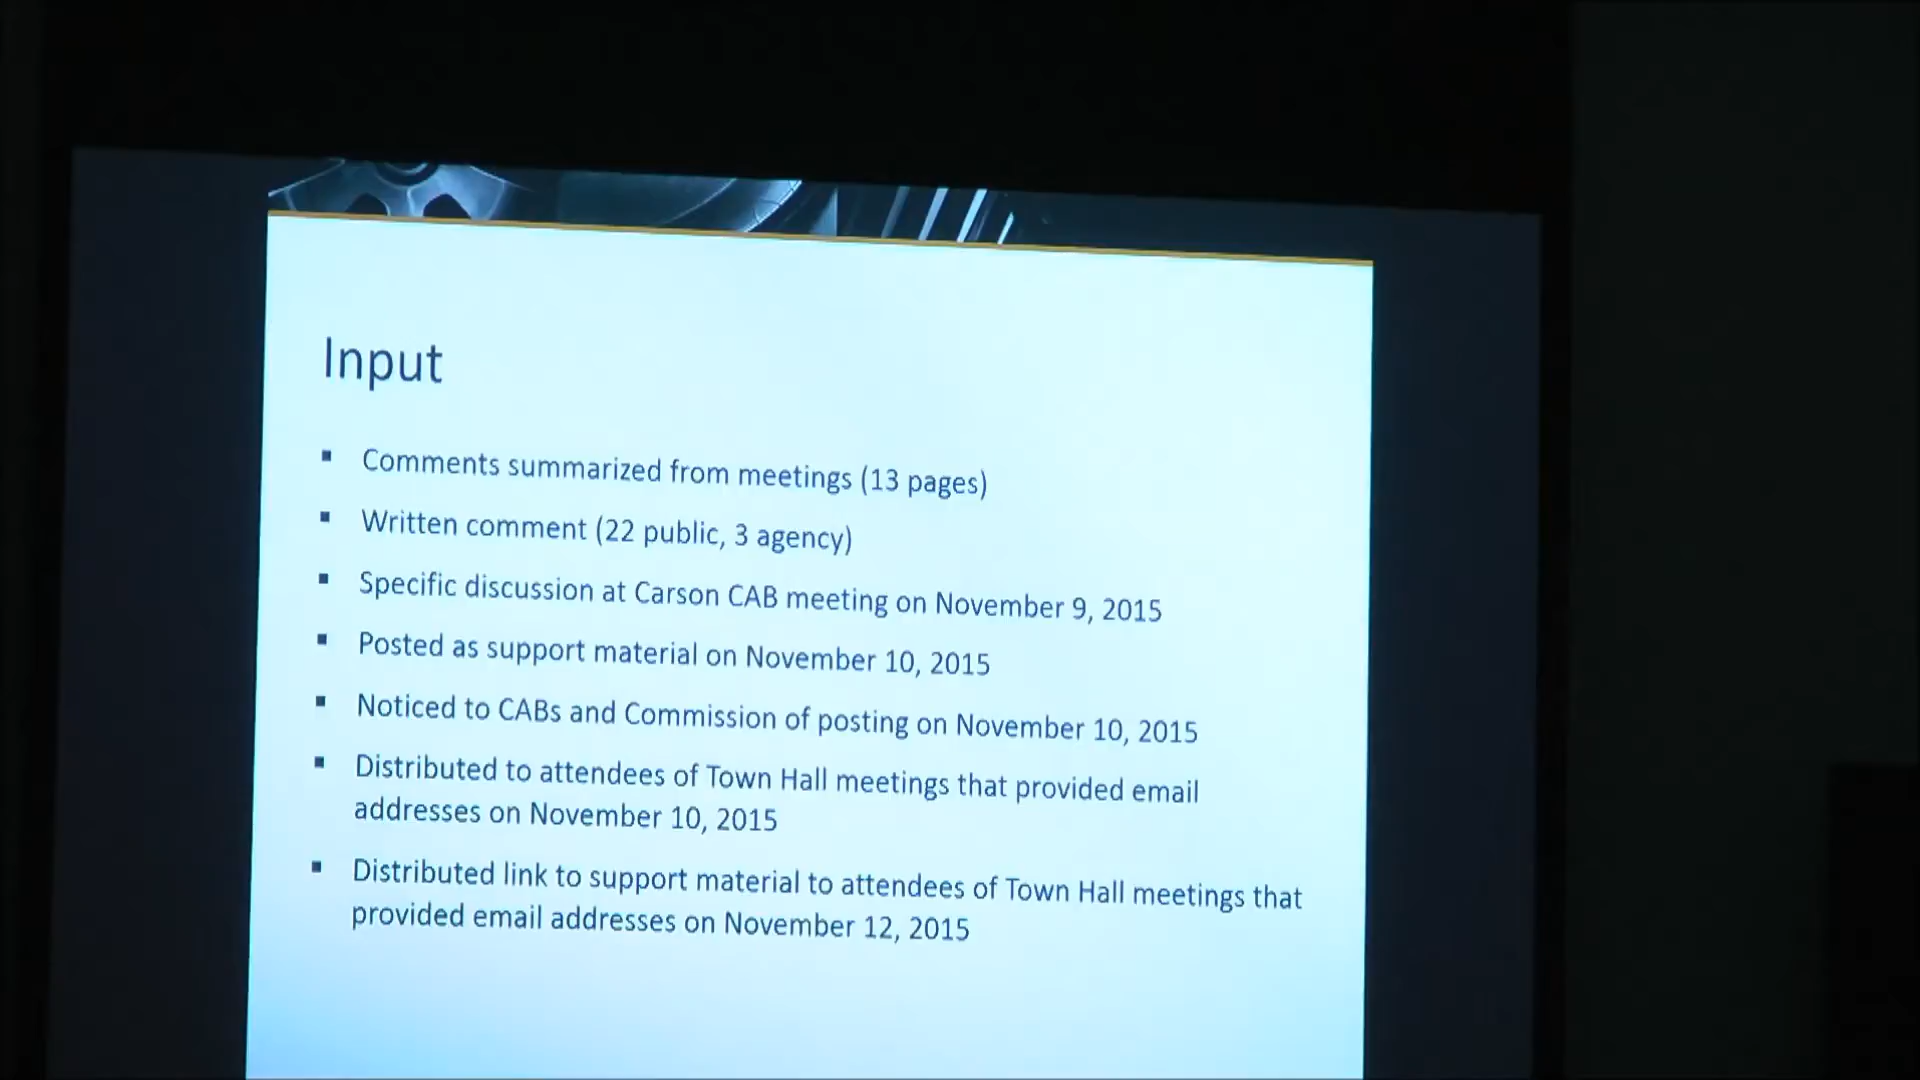 Input
▪ Comments summarized from meetings (13 pages)
▪ Written comment (22 public, 3 agency)
▪ Specific discussion at Carson CAB meeting on November 9, 2015
▪ Posted as support material on November 10, 2015
▪ Noticed to CABs and Commission of posting on November 10, 2015
▪ Distributed to attendees of Town Hall meetings that provided email
addresses on November 10, 2015
▪ Distributed link to support material to attendees of Town Hall meetings that
provided email addresses on November 12, 2015